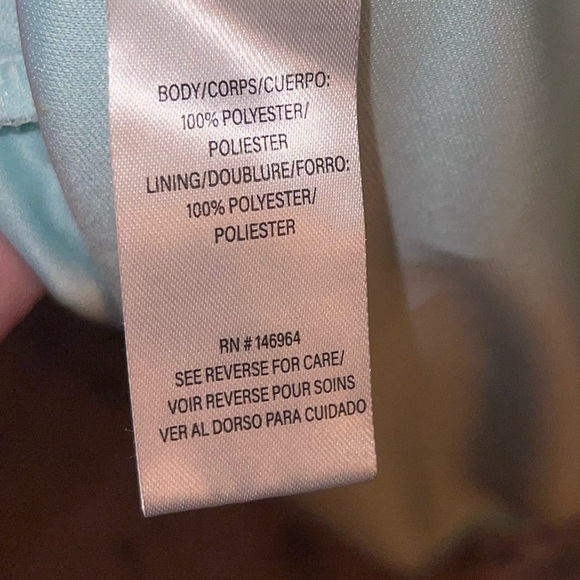 BODY/CORPS/CUERPO:
100% POLYESTER/
POLIESTER
LINING/DOUBLURE/FORRO:
100% POLYESTER/
POLIESTER
RN # 146964
SEE REVERSE FOR CARE/
VOIR REVERSE POUR SOINS
VER AL DORSO PARA CUIDADO